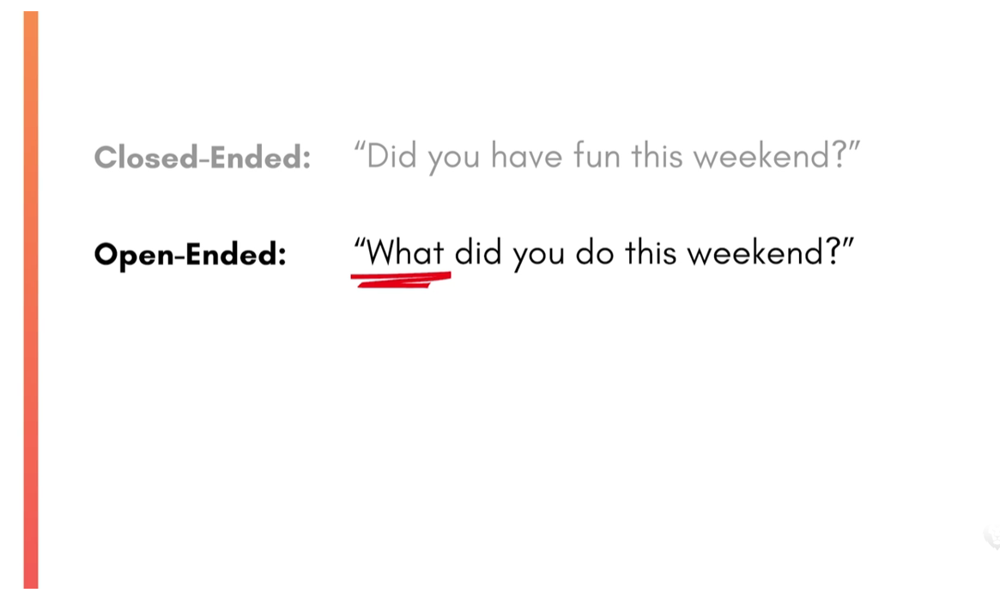 Closed-Ended: “Did you have fun this weekend?”
Open-Ended: “What did you do this weekend?”